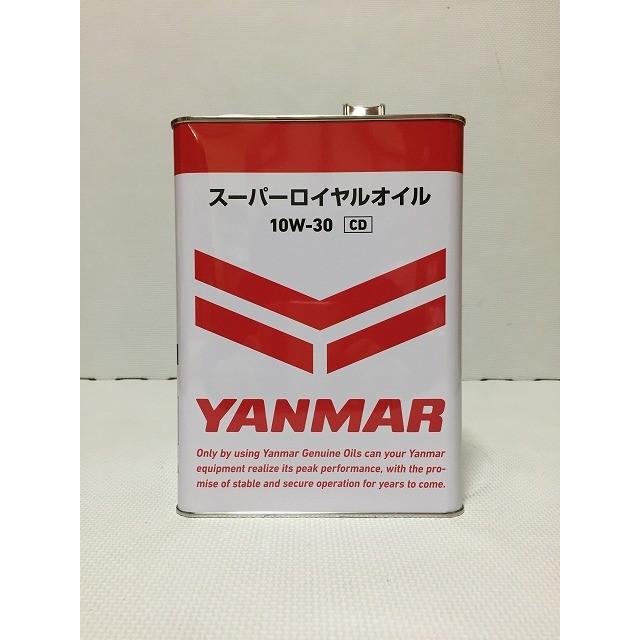 スーパーロイヤルオイル
10W-30 CD
YANMAR
Only by using Yanmar Genuine Oils can your Yanmar
equipment realize its peak performance, with the pro-
mise of stable and secure operation for years to come.